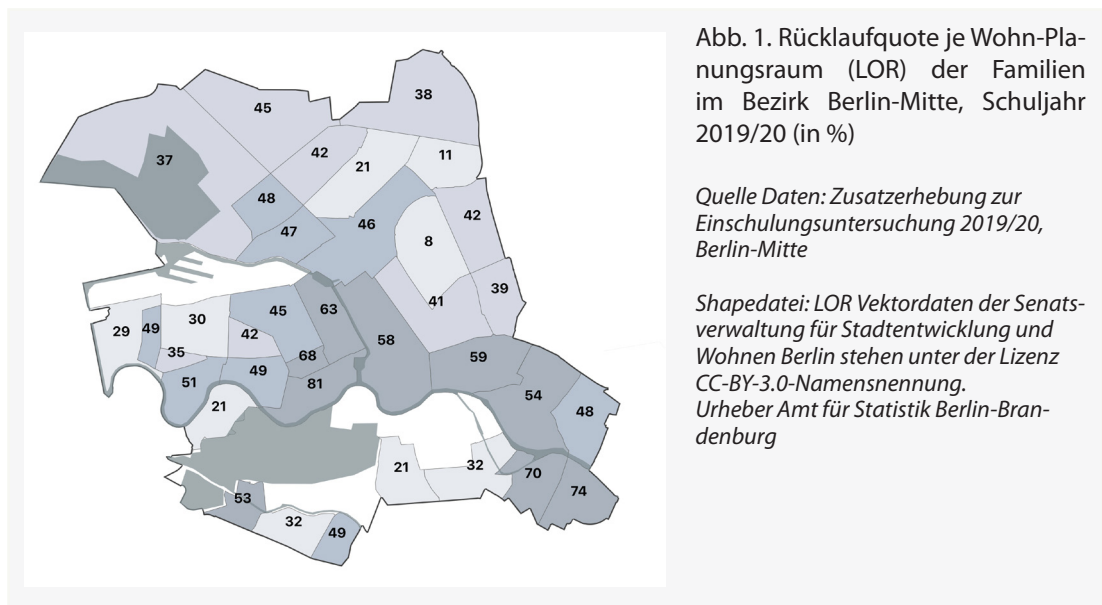 Abb. 1. Rücklaufquote je Wohn-Pla-
nungsraum (LOR) der Familien
im Bezirk Berlin-Mitte, Schuljahr
2019/20 (in %)
Quelle Daten: Zusatzerhebung zur
Einschulungsuntersuchung 2019/20,
Berlin-Mitte
Shapedatei: LOR Vektordaten der Senats-
verwaltung für Stadtentwicklung und
Wohnen Berlin stehen unter der Lizenz
CC-BY-3.0-Namensnennung.
Urheber Amt für Statistik Berlin-Bran-
denburg
38
45
42
11
37
21
48
42
46
47
8
39
41
63
45
30
49
29
42
58
35
68
59
49
51
81
54
21
48
32
21
70
74
53
32
49